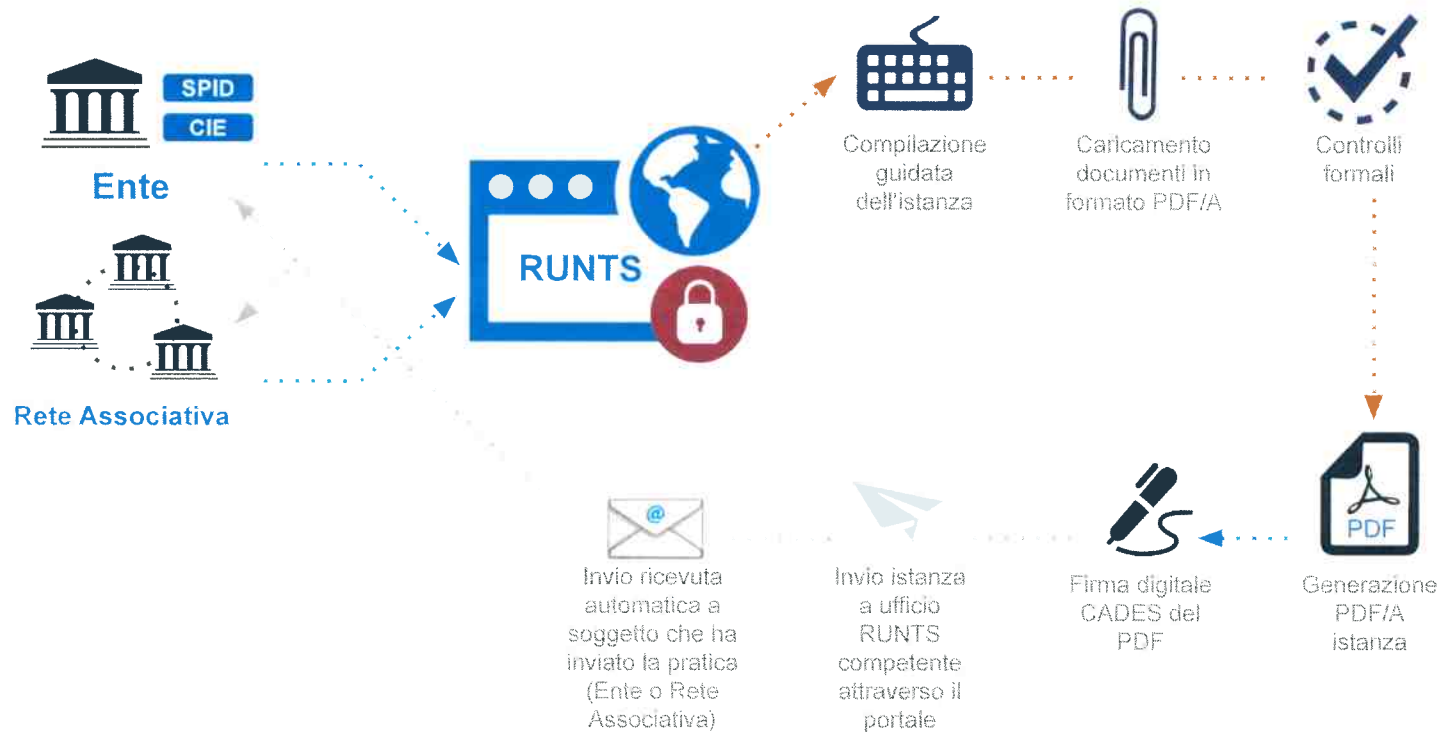 SPID
CIE
Ente
Rete Associativa
RUNTS
Compilazione
guidata
dell'istanza
Caricamento
documenti in
formato PDF/A
Controlli
formali
PDF
Generazione
PDF/A
istanza
Firma digitale
CADES del
PDF
Invio istanza
a ufficio
RUNTS
competente
attraverso il
portale
@
Invio ricevuta
automatica a
soggetto che ha
inviato la pratica
(Ente o Rete
Associativa)